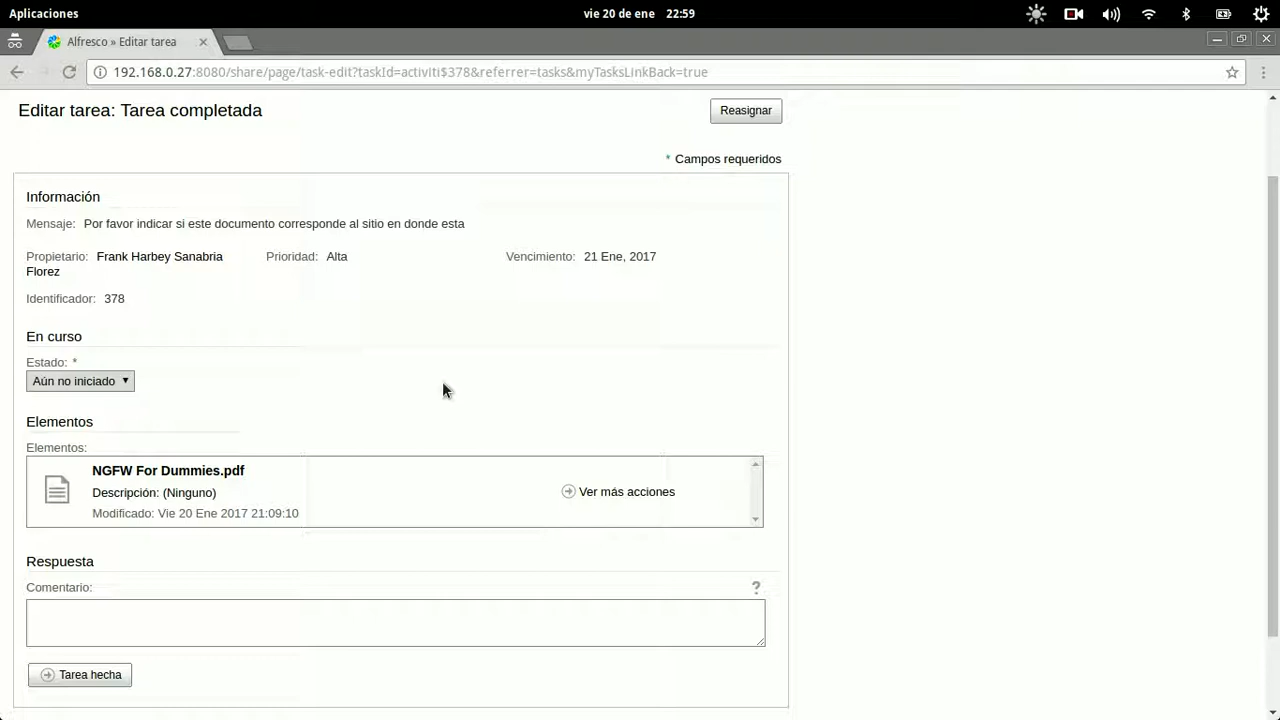 Aplicaciones
vie 20 de ene 22:59
Alfresco » Editar tarea
192.168.0.27:8080/share/page/task-edit?taskId=activiti$378&referrer=tasks&myTasksLinkBack=true
Editar tarea: Tarea completada
Reasignar
* Campos requeridos
Información
Mensaje: Por favor indicar si este documento corresponde al sitio en donde esta
Propietario: Frank Harbey Sanabria Prioridad: Alta Vencimiento: 21 Ene, 2017
Florez
Identificador: 378
En curso
Estado: *
Aún no iniciado
Elementos
Elementos:
NGFW For Dummies.pdf
Descripción: (Ninguno)
Ver más acciones
Modificado: Vie 20 Ene 2017 21:09:10
Respuesta
Comentario: ?
Tarea hecha